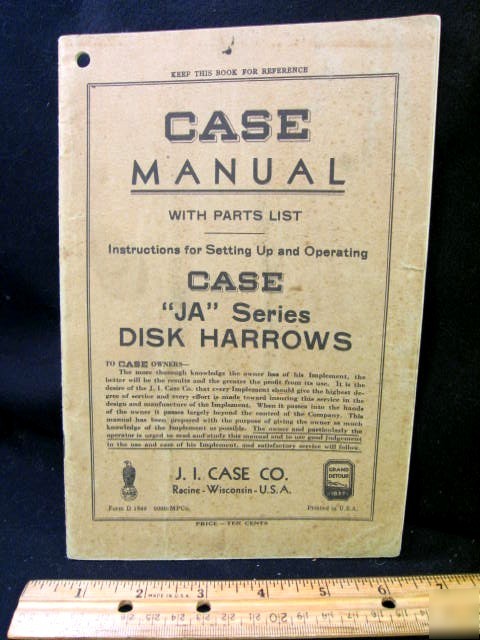 KEEP THIS BOOK FOR REFERENCE
CASE
MANUAL
WITH PARTS LIST
Instructions for Setting Up and Operating
CASE
"JA" Series
DISK HARROWS
TO CASE OWNERS—
The more thorough knowledge the owner has of his Implement, the
better will be the results and the greater the profit from its use. It is the
desire of the J. I. Case Co. that every Implement should give the highest de-
gree of service and every effort is made toward insuring this service in the
design and manufacture of the Implement. When it passes into the hands
of the owner it passes largely beyond the control of the Company. This
manual has been prepared with the purpose of giving the owner as much
knowledge of the Implement as possible. The owner and particularly the
operator is urged to read and study this manual and to use good judgement
in the use and care of his Implement, and satisfactory service will follow.
J. I. CASE CO.
Racine - Wisconsin - U.S.A.
GRAND
DETOUR
1837
Form D 1944
Printed in U.S.A.
PRICE—TEN CENTS
1 2 3 4 5 6 7
MADE IN U.S.A.